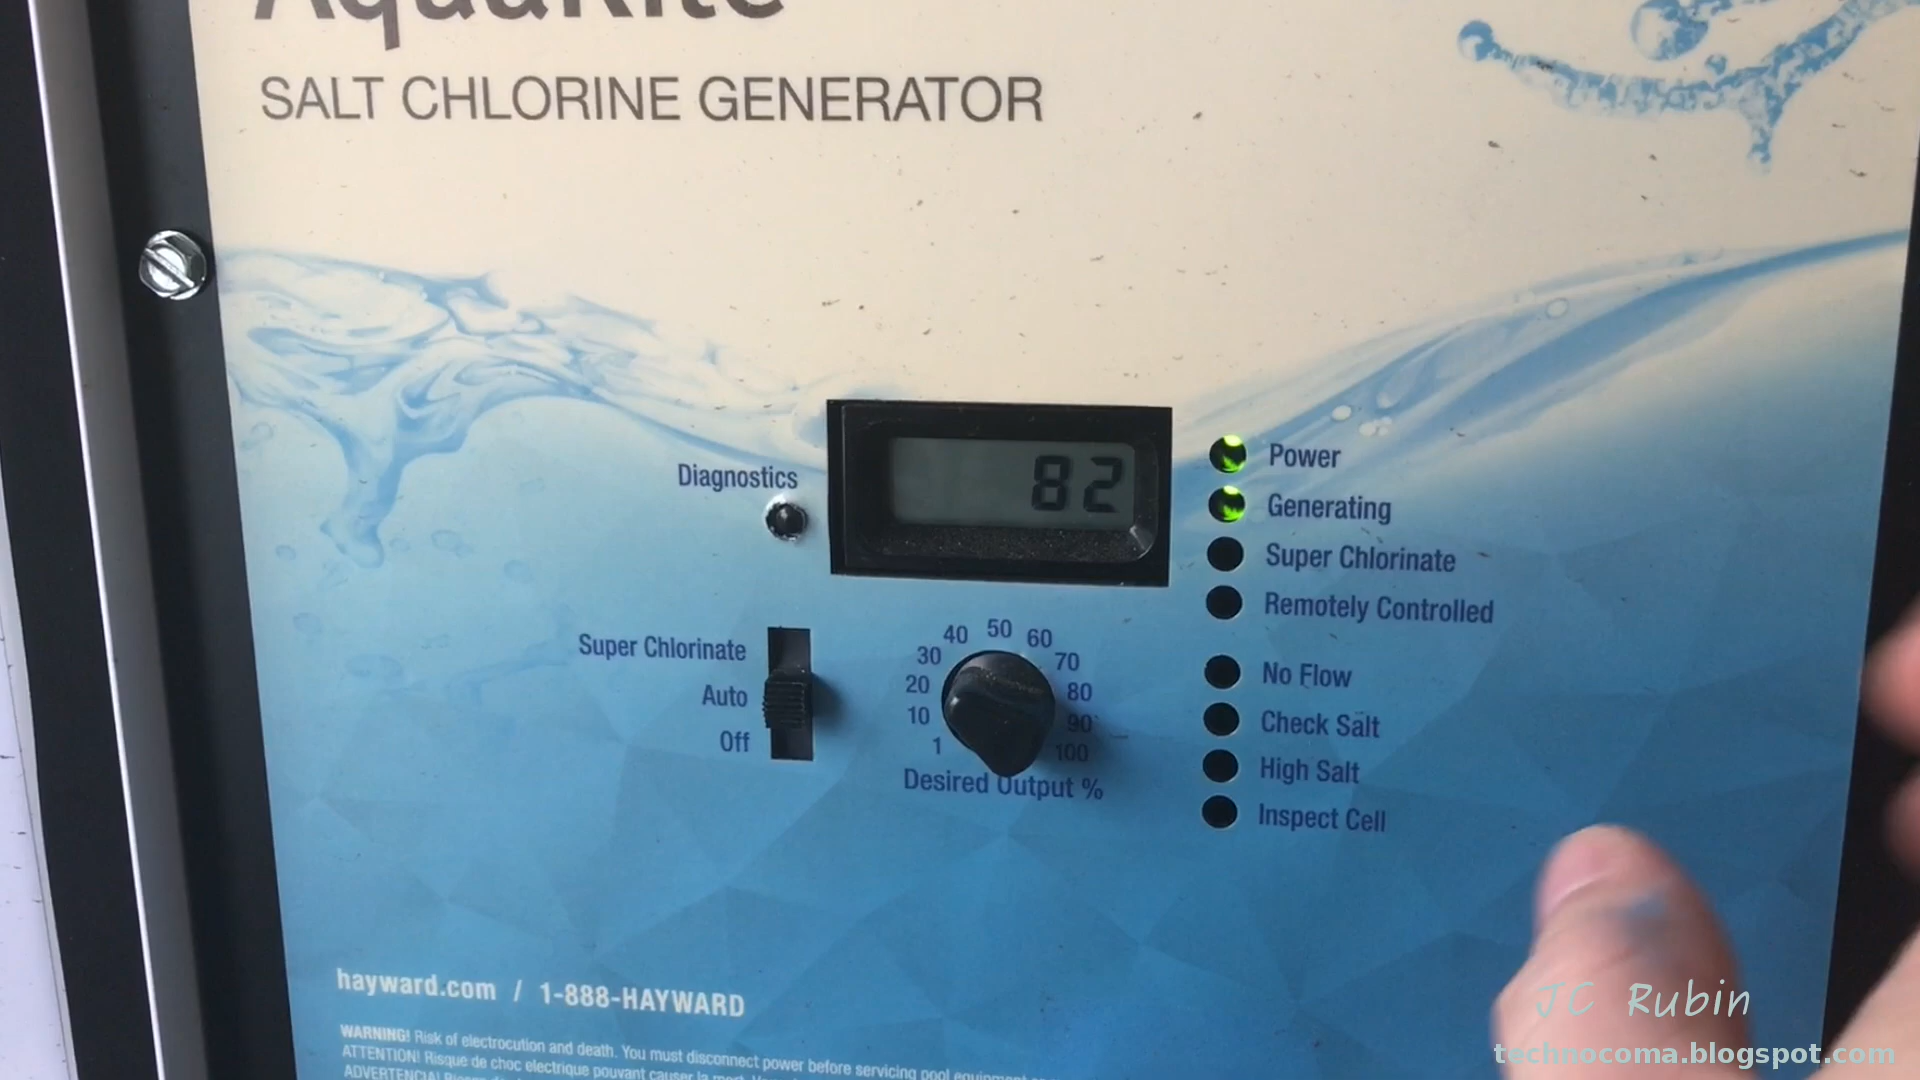 AquaRite
SALT CHLORINE GENERATOR
82
Diagnostics
Power
Generating
Super Chlorinate
Remotely Controlled
No Flow
Check Salt
High Salt
Inspect Cell
Super Chlorinate
Auto
Off
1 10 20 30 40 50 60 70 80 90 100
Desired Output %
hayward.com / 1-888-HAYWARD
WARNING! Risk of electrocution and death. You must disconnect power before servicing pool equipment
ATTENTION! Risque de choc electrique pouvant causer la mort.
ADVERTENCIA!
JC Rubin
technocoma.blogspot.com